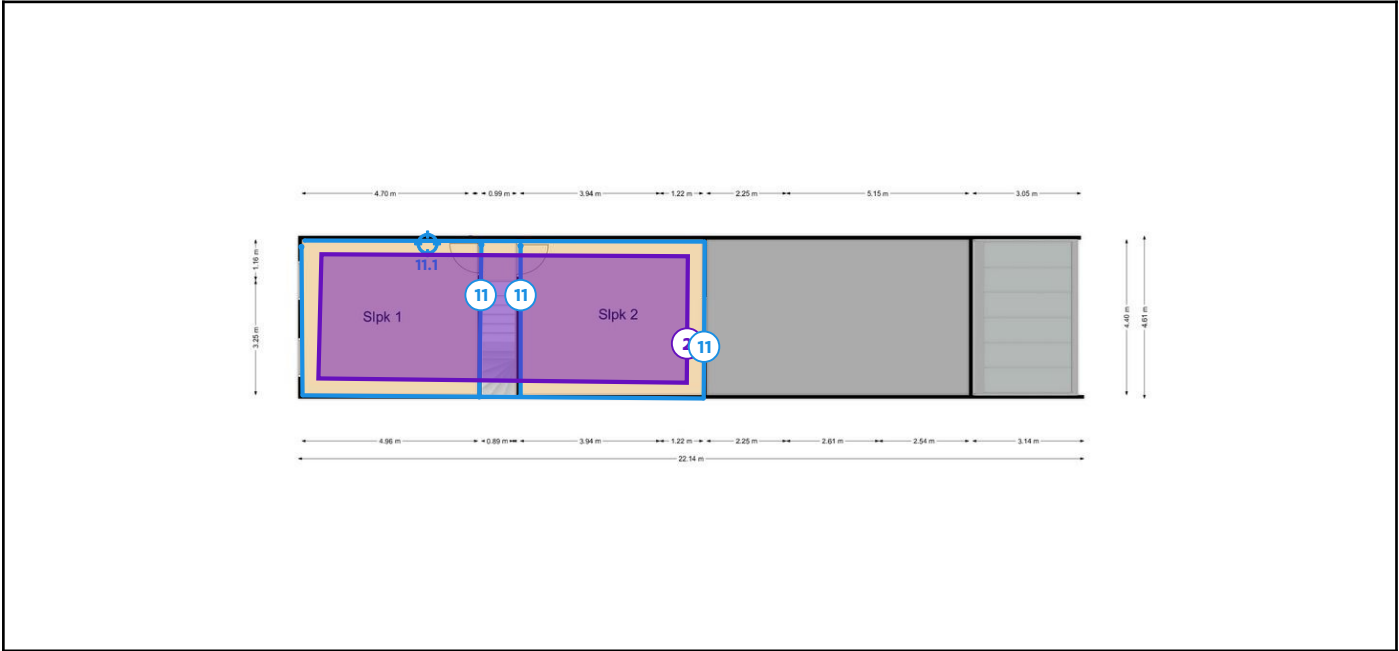 4.70 m 0.99 m 3.94 m 1.22 m 2.25 m 5.15 m 3.05 m
1.16 m
3.25 m
11.1
11 11
Slpk 1
Slpk 2
2 11
4.40 m
4.61 m
4.96 m 0.89 m 3.94 m 1.22 m 2.25 m 2.61 m 2.54 m 3.14 m
22.14 m